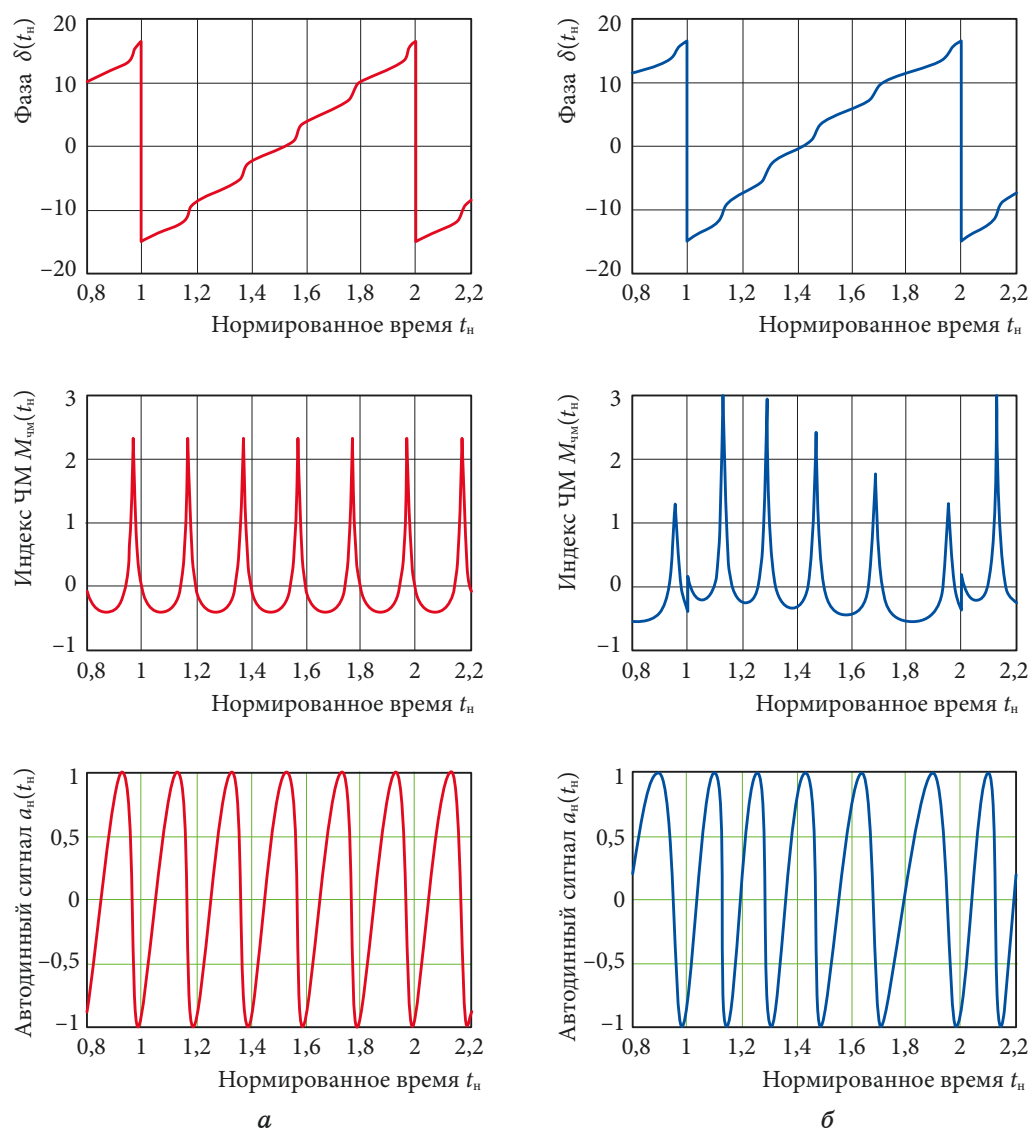 Фаза δ(tн)
20
10
0
−10
−20
0,8 1 1,2 1,4 1,6 1,8 2 2,2
Нормированное время tн
Фаза δ(tн)
20
10
0
−10
−20
0,8 1 1,2 1,4 1,6 1,8 2 2,2
Нормированное время tн
Индекс ЧМ Mчм(tн)
3
2
1
0
−1
0,8 1 1,2 1,4 1,6 1,8 2 2,2
Нормированное время tн
Индекс ЧМ Mчм(tн)
3
2
1
0
−1
0,8 1 1,2 1,4 1,6 1,8 2 2,2
Нормированное время tн
Автодинный сигнал aн(tн)
1
0,5
0
−0,5
−1
0,8 1 1,2 1,4 1,6 1,8 2 2,2
Нормированное время tн
а
Автодинный сигнал aн(tн)
1
0,5
0
−0,5
−1
0,8 1 1,2 1,4 1,6 1,8 2 2,2
Нормированное время tн
б